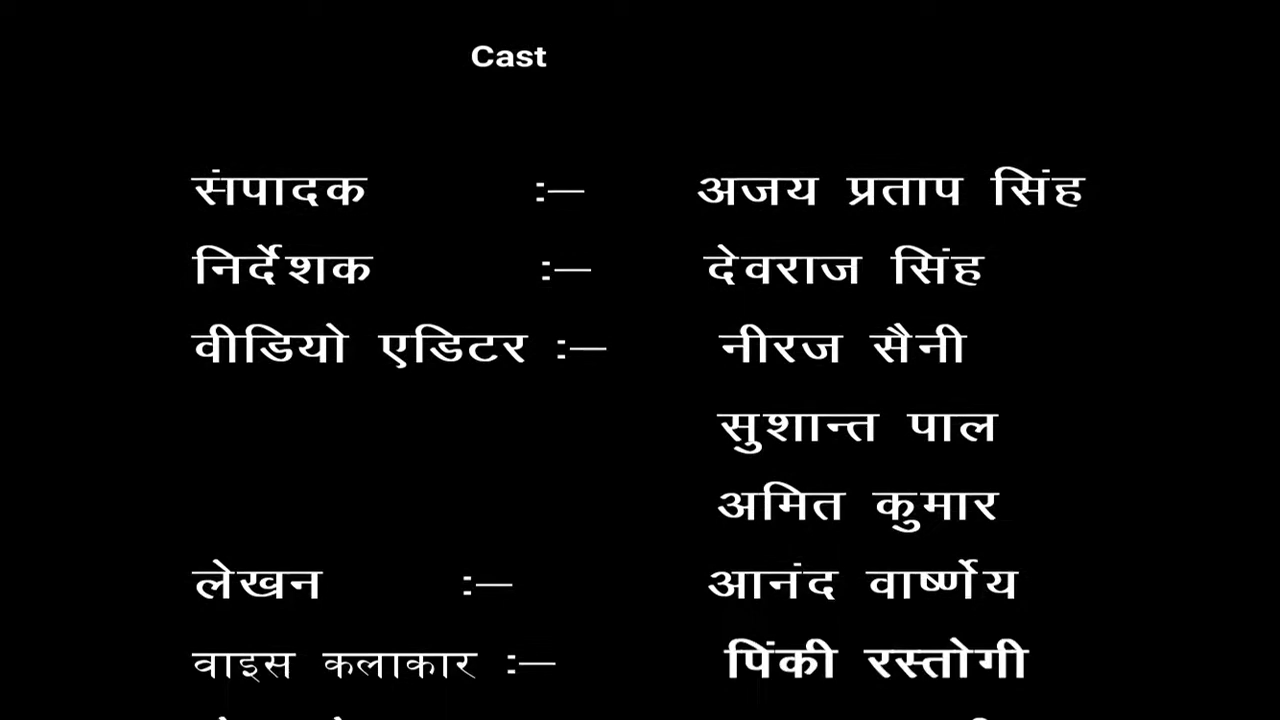 Cast
संपादक :— अजय प्रताप सिंह
निर्देशक :— देवराज सिंह
वीडियो एडिटर :— नीरज सैनी
सुशान्त पाल
अमित कुमार
लेखन :— आनंद वार्ष्णेय
वाइस कलाकार :— पिंकी रस्तोगी